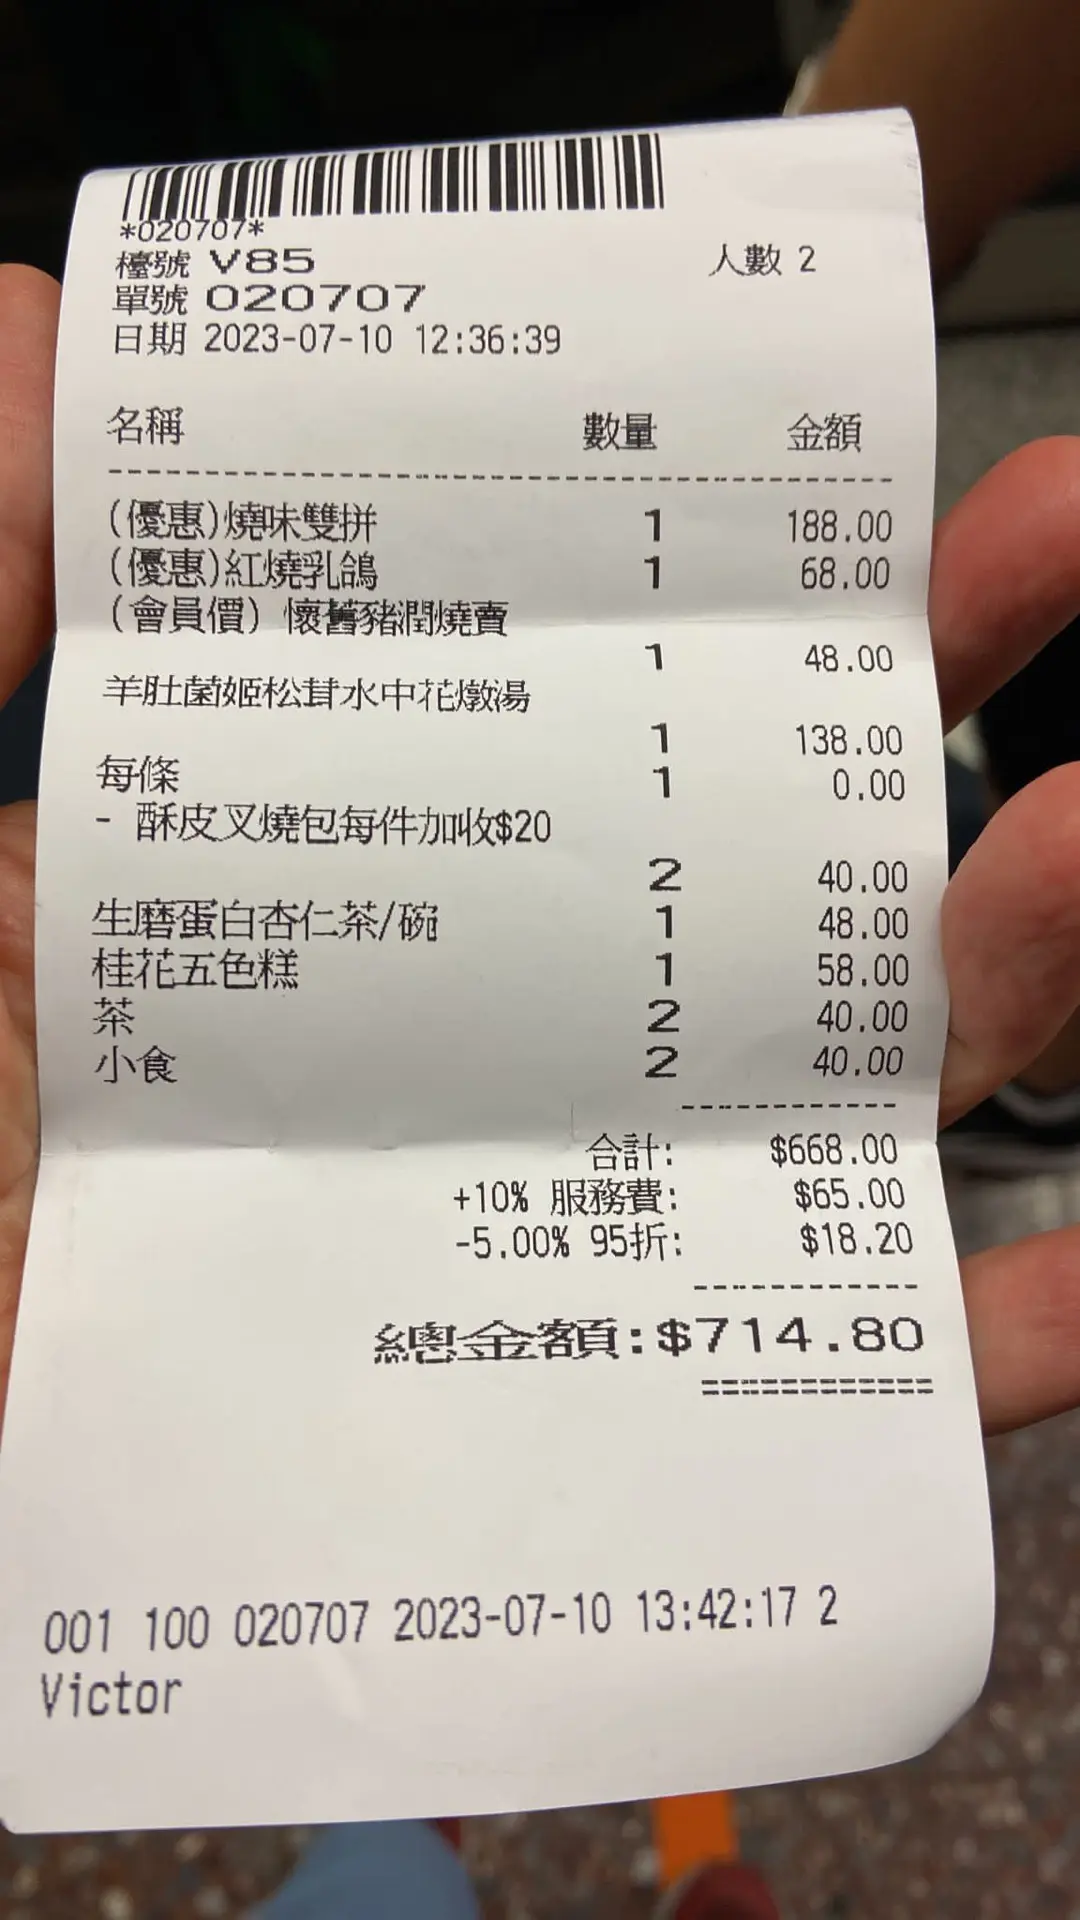 *020707*
檯號 V85 人數 2
單號 020707
日期 2023-07-10 12:36:39
名稱 數量 金額
(優惠)燒味雙拼 1 188.00
(優惠)紅燒乳鴿 1 68.00
(會員價) 懷舊豬潤燒賣
1 48.00
羊肚菌姬松茸水中花燉湯
1 138.00
每條 1 0.00
- 酥皮叉燒包每件加收$20
2 40.00
生磨蛋白杏仁茶/碗 1 48.00
桂花五色糕 1 58.00
茶 2 40.00
小食 2 40.00
合計: $668.00
+10% 服務費: $65.00
-5.00% 95折: $18.20
總金額:$714.80
001 100 020707 2023-07-10 13:42:17 2
Victor